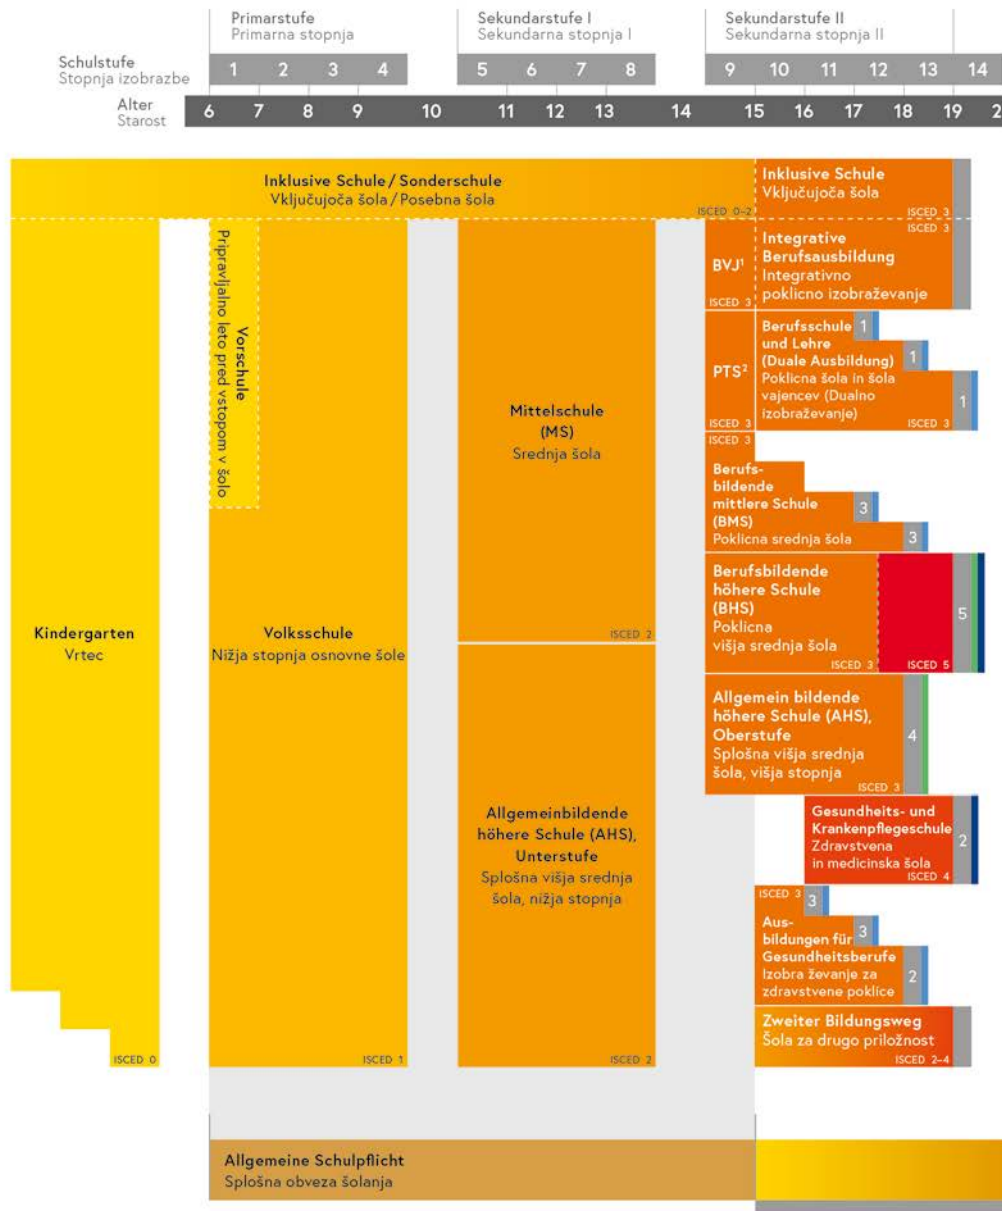 Primarstufe
Primarna stopnja
Sekundarstufe I
Sekundarna stopnja I
Sekundarstufe II
Sekundarna stopnja II
Schulstufe
Stopnja izobrazbe
1 2 3 4 5 6 7 8 9 10 11 12 13 14
Alter
Starost
6 7 8 9 10 11 12 13 14 15 16 17 18 19
Inklusive Schule / Sonderschule
Vključujoča šola / Posebna šola
ISCED 0–2
Inklusive Schule
Vključujoča šola
ISCED 3
ISCED 3
BVJ¹
ISCED 3
Integrative
Berufsausbildung
Integrativno
poklicno izobraževanje
Vorschule
Pripravljalno leto pred vstopom v šolo
PTS²
ISCED 3
Berufsschule
und Lehre
(Duale Ausbildung)
Poklicna šola in šola
vajencev (Dualno
izobraževanje)
ISCED 3
1
1
1
Mittelschule
(MS)
Srednja šola
ISCED 2
ISCED 3
Berufs-
bildende
mittlere Schule
(BMS)
Poklicna srednja šola
3
3
Berufsbildende
höhere Schule
(BHS)
Poklicna
višja srednja šola
ISCED 3
ISCED 5
5
Kindergarten
Vrtec
ISCED 0
Volksschule
Nižja stopnja osnovne šole
ISCED 1
Allgemein bildende
höhere Schule (AHS),
Oberstufe
Splošna višja srednja
šola, višja stopnja
ISCED 3
4
Allgemeinbildende
höhere Schule (AHS),
Unterstufe
Splošna višja srednja
šola, nižja stopnja
ISCED 2
Gesundheits- und
Krankenpflegeschule
Zdravstvena
in medicinska šola
ISCED 4
2
ISCED 3
3
Aus-
bildungen für
Gesundheitsberufe
Izobra ževanje za
zdravstvene poklice
3
2
Zweiter Bildungsweg
Šola za drugo priložnost
ISCED 2–4
Allgemeine Schulpflicht
Splošna obveza šolanja